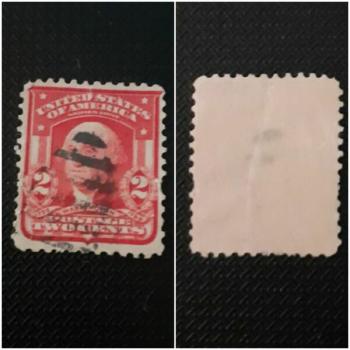 UNITED STATES
OF AMERICA
2 2
POSTAGE
TWO CENTS